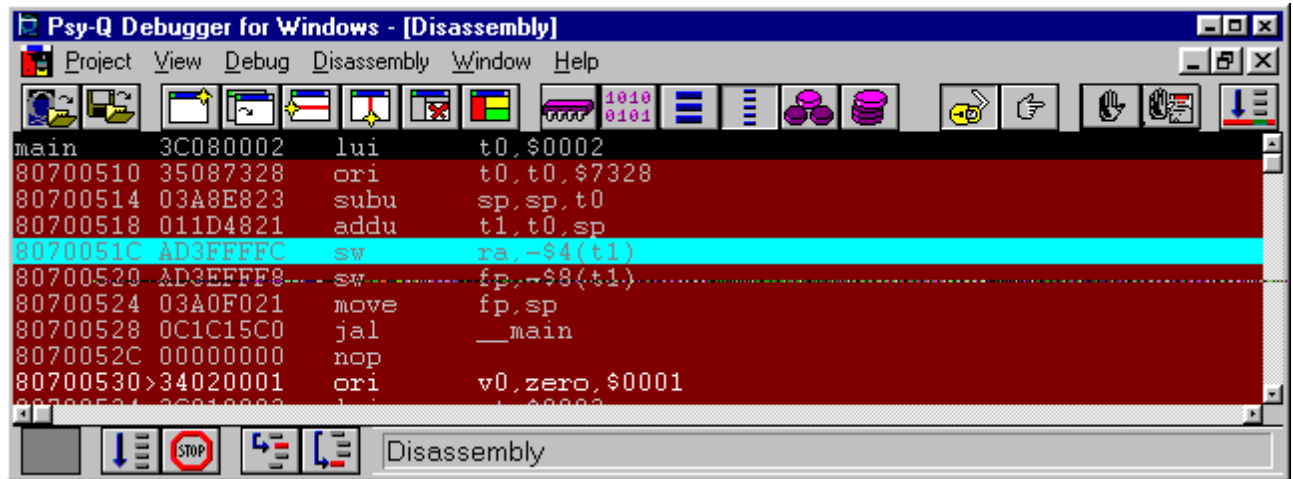 Psy-Q Debugger for Windows - [Disassembly]
Project View Debug Disassembly Window Help
1010
0101
main 3C080002 lui t0,$0002
80700510 35087328 ori t0,t0,$7328
80700514 03A8E823 subu sp,sp,t0
80700518 011D4821 addu t1,t0,sp
8070051C AD3FFFFC sw ra,-$4(t1)
80700520 AD3EFFF8 sw fp,-$8(t1)
80700524 03A0F021 move fp,sp
80700528 0C1C15C0 jal __main
8070052C 00000000 nop
80700530>34020001 ori v0,zero,$0001
STOP
Disassembly